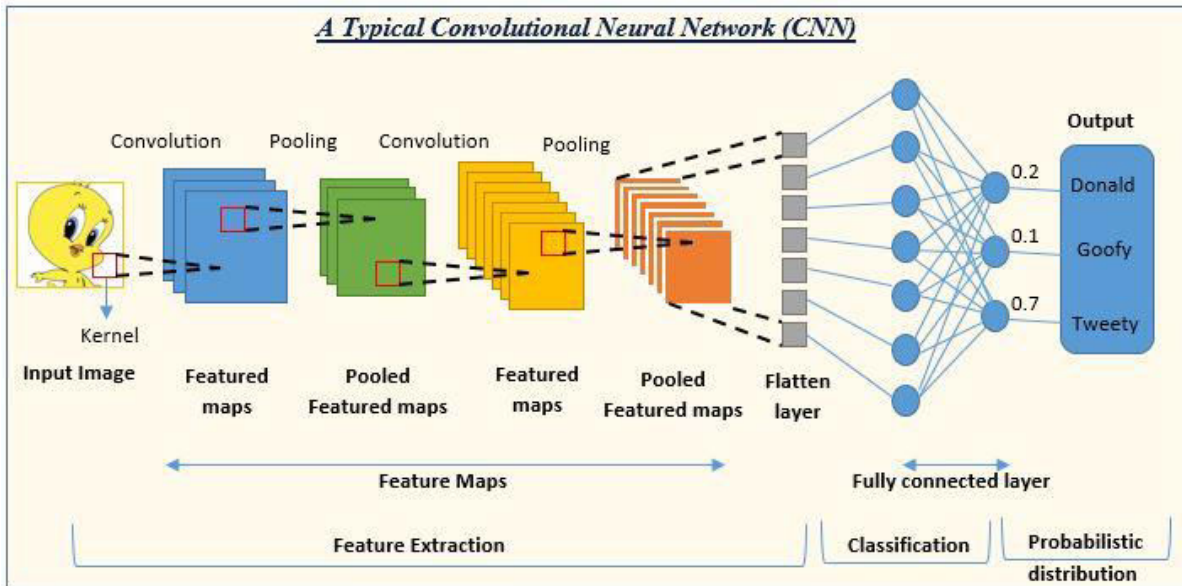 A Typical Convolutional Neural Network (CNN)
Convolution
Pooling
Convolution
Pooling
Output
0.2
Donald
0.1
Goofy
0.7
Tweety
Kernel
Input Image
Featured
maps
Pooled
Featured maps
Featured
maps
Pooled
Featured maps
Flatten
layer
Feature Maps
Fully connected layer
Feature Extraction
Classification
Probabilistic
distribution